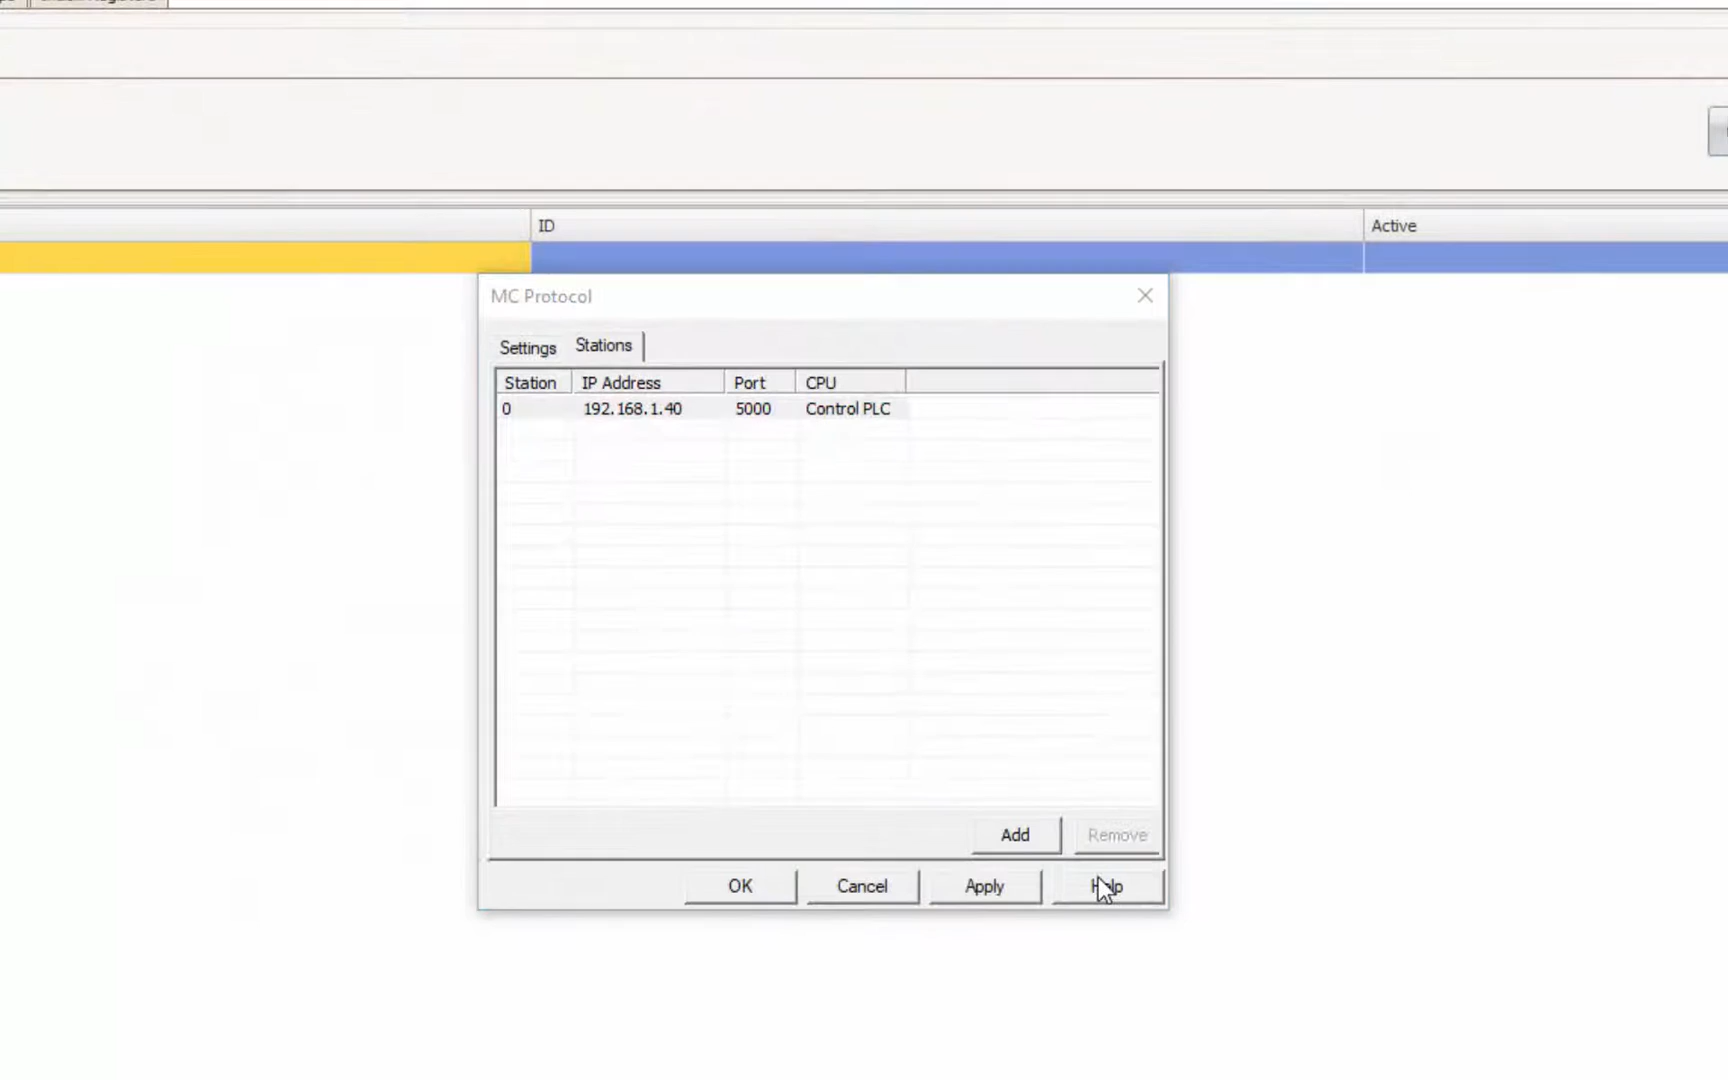 ID Active
MC Protocol
Settings Stations
Station IP Address Port CPU
0 192.168.1.40 5000 Control PLC
Add Remove
OK Cancel Apply Help